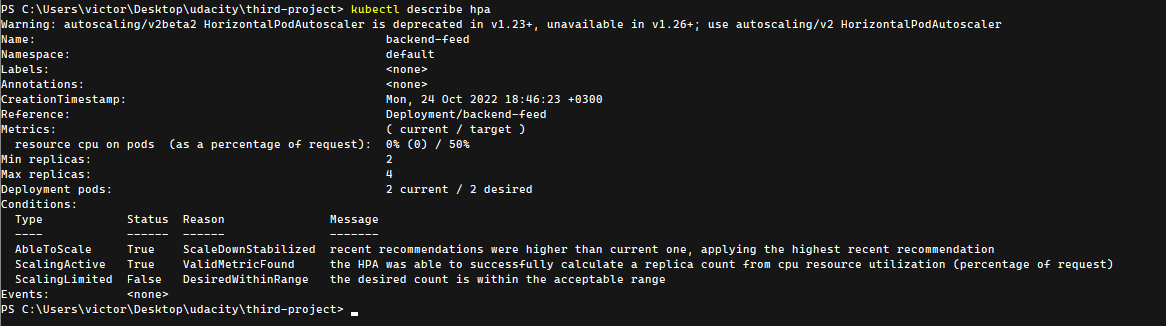 PS C:\Users\victor\Desktop\udacity\third-project> kubectl describe hpa
Warning: autoscaling/v2beta2 HorizontalPodAutoscaler is deprecated in v1.23+, unavailable in v1.26+; use autoscaling/v2 HorizontalPodAutoscaler
Name: backend-feed
Namespace: default
Labels: <none>
Annotations: <none>
CreationTimestamp: Mon, 24 Oct 2022 18:46:23 +0300
Reference: Deployment/backend-feed
Metrics: ( current / target )
resource cpu on pods (as a percentage of request): 0% (0) / 50%
Min replicas: 2
Max replicas: 4
Deployment pods: 2 current / 2 desired
Conditions:
Type Status Reason Message
---- ------ ------ -------
AbleToScale True ScaleDownStabilized recent recommendations were higher than current one, applying the highest recent recommendation
ScalingActive True ValidMetricFound the HPA was able to successfully calculate a replica count from cpu resource utilization (percentage of request)
ScalingLimited False DesiredWithinRange the desired count is within the acceptable range
Events: <none>
PS C:\Users\victor\Desktop\udacity\third-project>